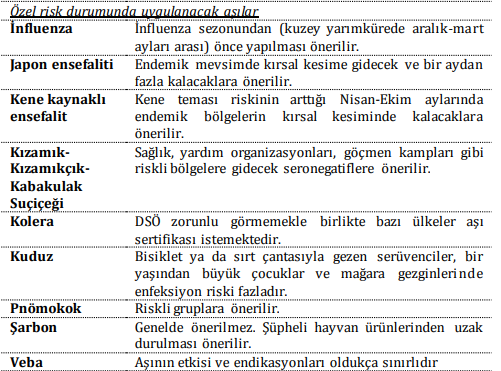 Özel risk durumunda uygulanacak aşılar
İnfluenza İnfluenza sezonundan (kuzey yarımkürede aralık-mart
ayları arası) önce yapılması önerilir.
Japon ensefaliti Endemik mevsimde kırsal kesime gidecek ve bir aydan
fazla kalacaklara önerilir.
Kene kaynaklı Kene teması riskinin arttığı Nisan-Ekim aylarında
ensefalit endemik bölgelerin kırsal kesiminde kalacaklara
önerilir.
Kızamık- Sağlık, yardım organizasyonları, göçmen kampları gibi
Kızamıkçık- riskli bölgelere gidecek seronegatiflere önerilir.
Kabakulak
Suçiçeği
Kolera DSÖ zorunlu görmemekle birlikte bazı ülkeler aşı
sertifikası istemektedir.
Kuduz Bisiklet ya da sırt çantasıyla gezen serüvenciler, bir
yaşından büyük çocuklar ve mağara gezginlerinde
enfeksiyon riski fazladır.
Pnömokok Riskli gruplara önerilir.
Şarbon Genelde önerilmez. Şüpheli hayvan ürünlerinden uzak
durulması önerilir.
Veba Aşının etkisi ve endikasyonları oldukça sınırlıdır